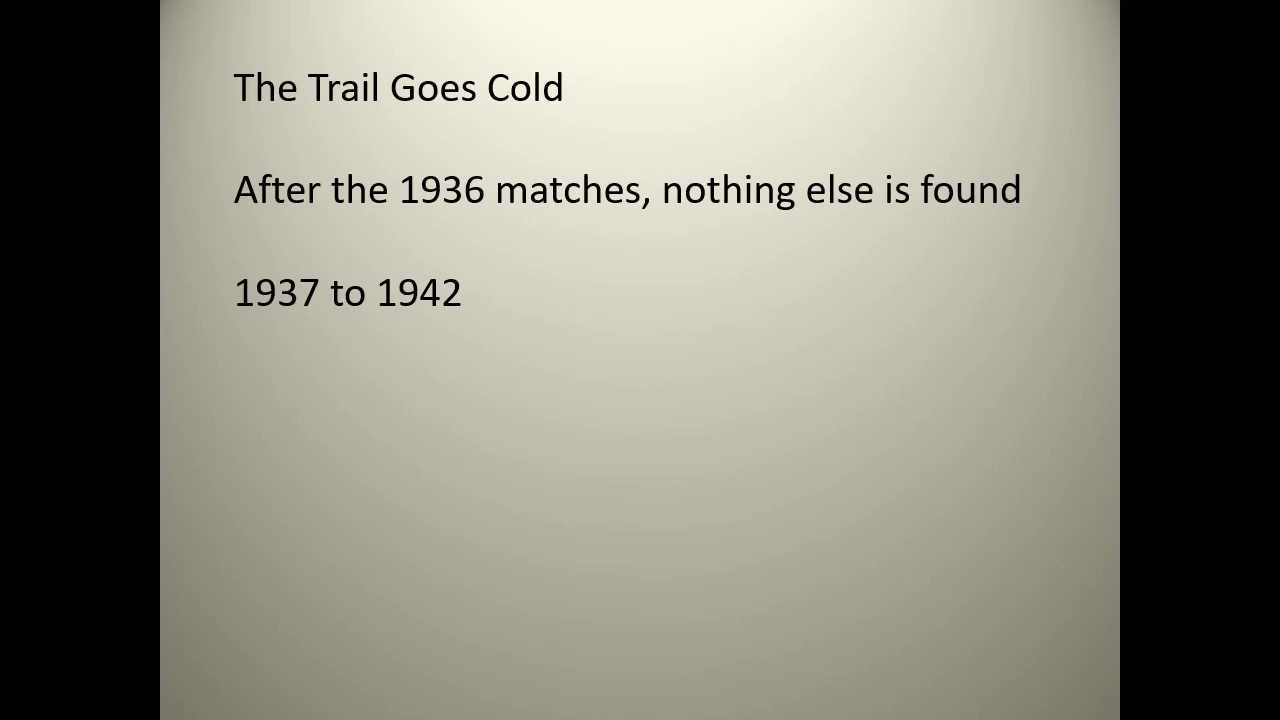 The Trail Goes Cold
After the 1936 matches, nothing else is found
1937 to 1942